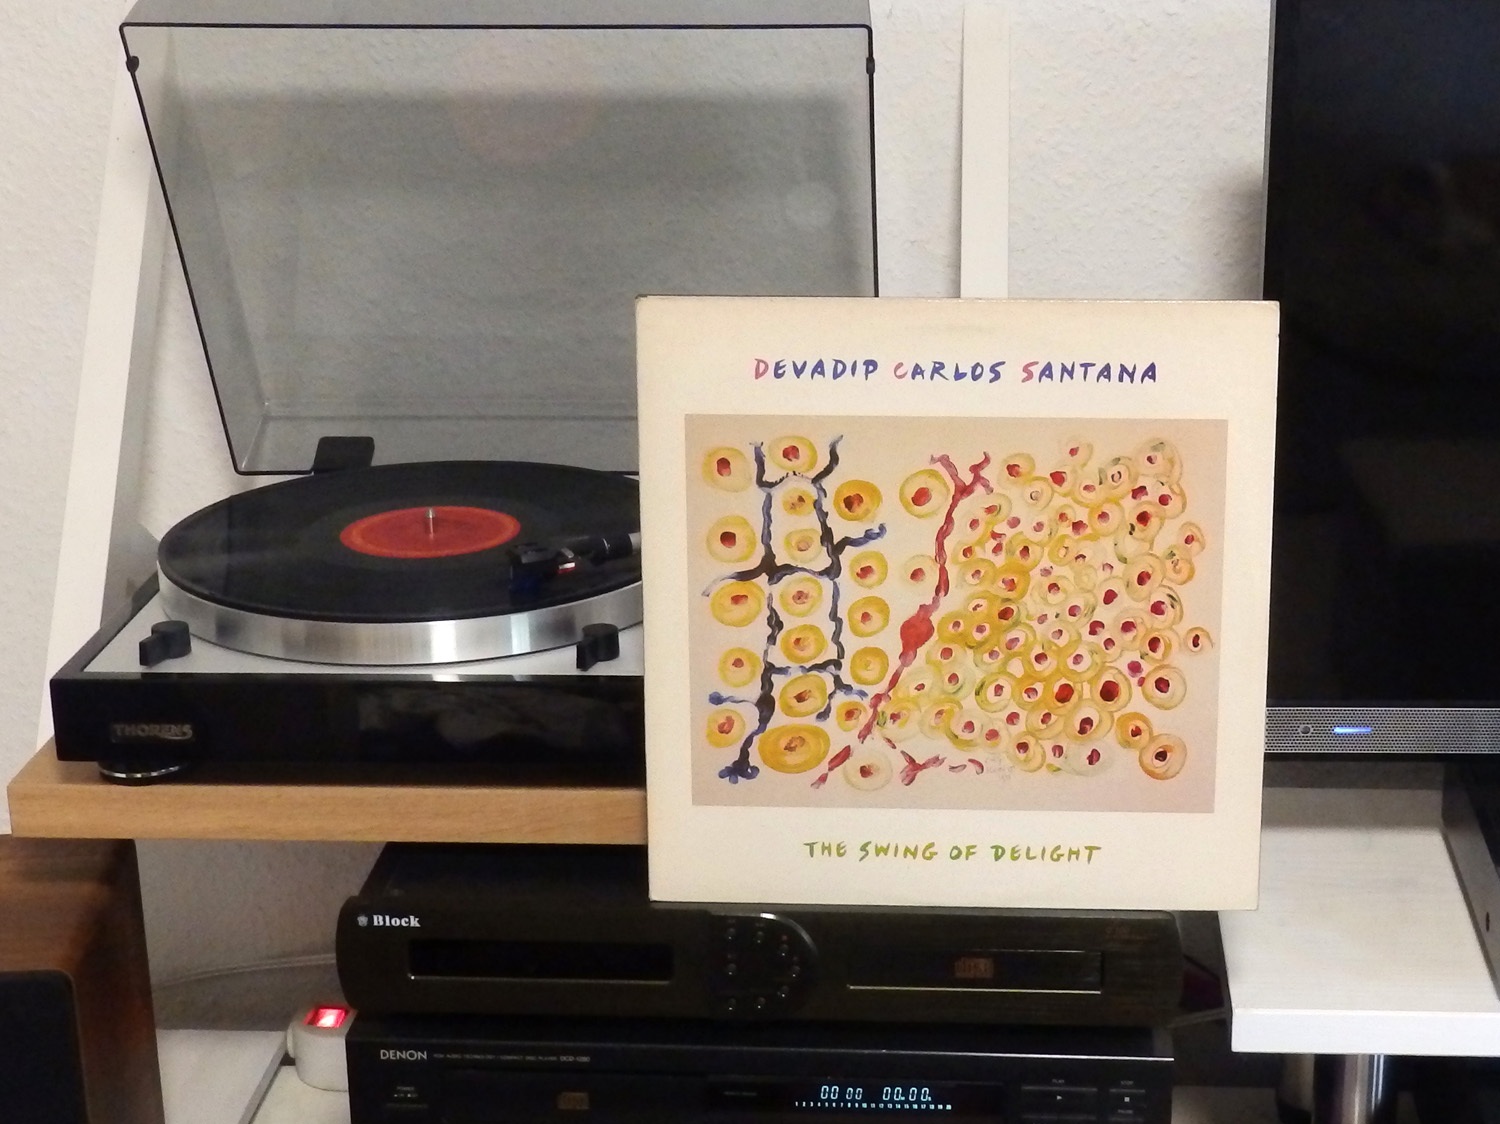 DEVADIP CARLOS SANTANA
THE SWING OF DELIGHT
THORENS
Block
DENON
00 00 00.00.